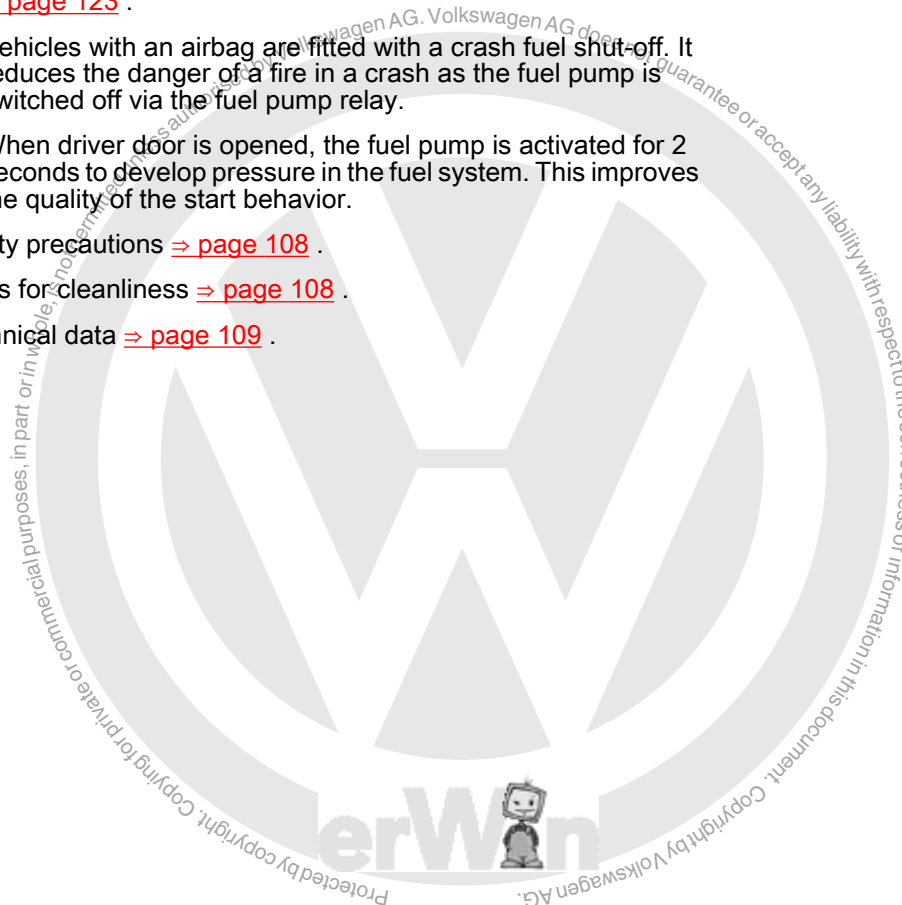 page 123 .
ehicles with an airbag are fitted with a crash fuel shut-off. It
educes the danger of a fire in a crash as the fuel pump is
witched off via the fuel pump relay.
When driver door is opened, the fuel pump is activated for 2
econds to develop pressure in the fuel system. This improves
he quality of the start behavior.
ty precautions ⇒ page 108 .
s for cleanliness ⇒ page 108 .
nical data ⇒ page 109 .
Protected by copyright. Copying for private or commercial purposes, in part or in whole, is not permitted unless authorised by Volkswagen AG. Volkswagen AG does not guarantee or accept any liability with respect to the correctness of information in this document. Copyright by Volkswagen AG.
erWin